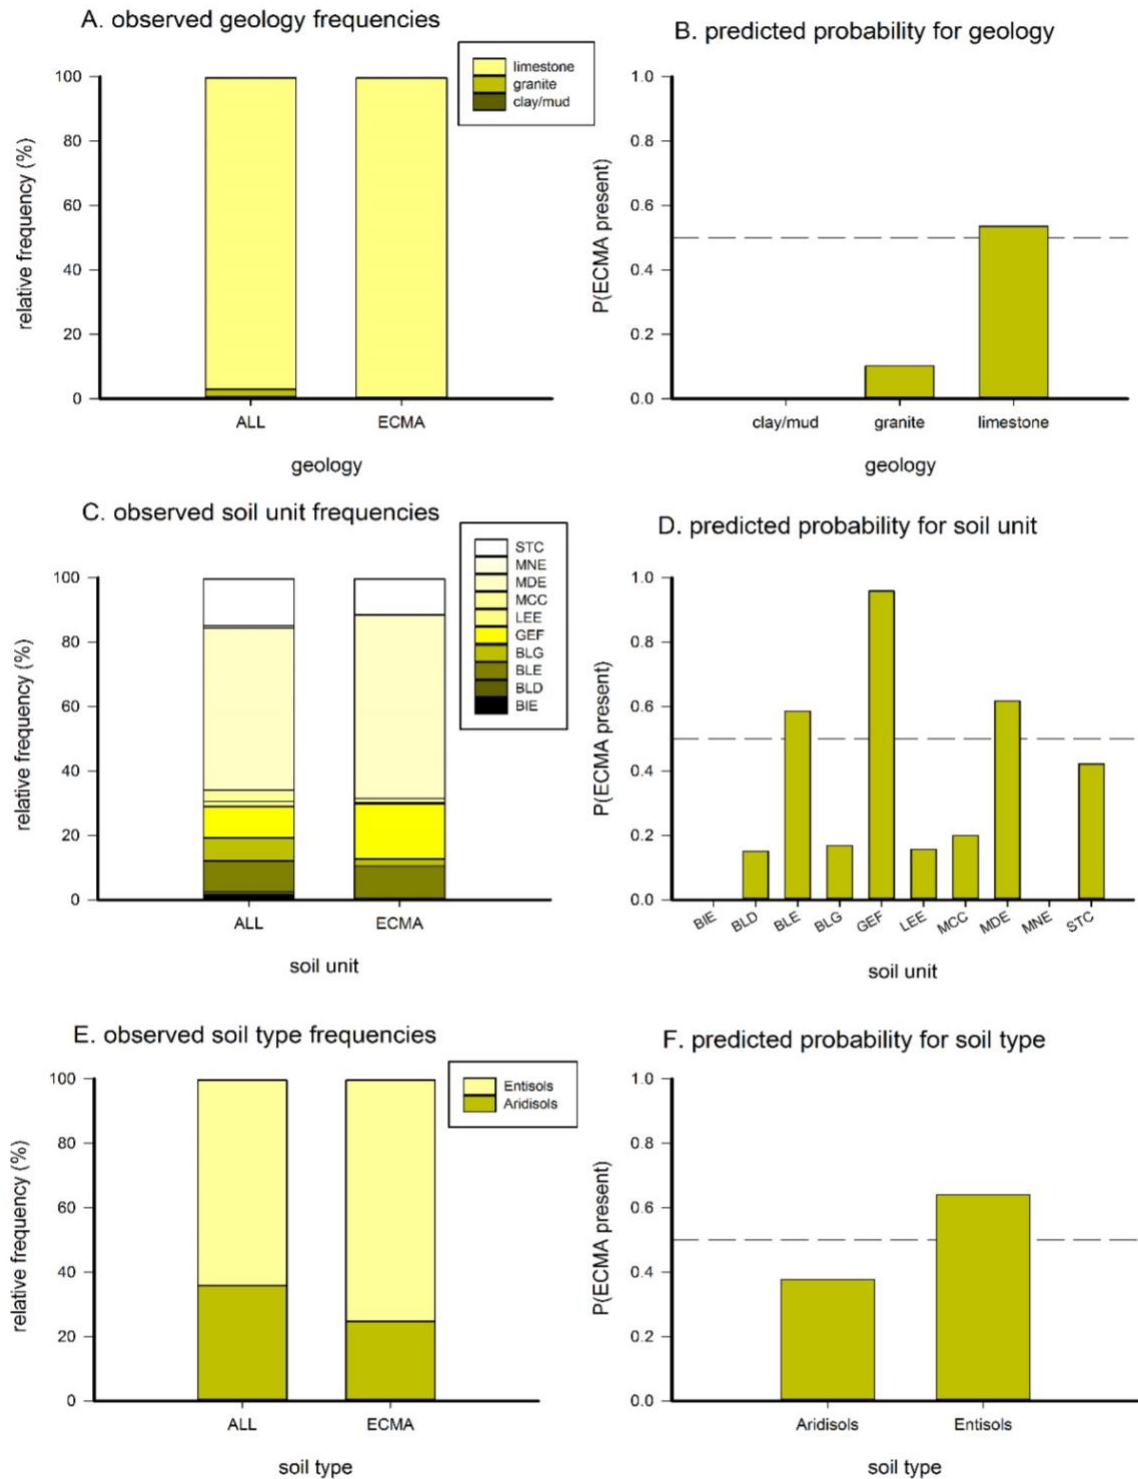 A. observed geology frequencies
limestone
granite
clay/mud
100
80
60
40
20
0
relative frequency (%)
ALL
ECMA
geology
B. predicted probability for geology
1.0
0.8
0.6
0.4
0.2
0.0
P(ECMA present)
clay/mud
granite
limestone
geology
C. observed soil unit frequencies
STC
MNE
MDE
MCC
LEE
GEF
BLG
BLE
BLD
BIE
100
80
60
40
20
0
relative frequency (%)
ALL
ECMA
soil unit
D. predicted probability for soil unit
1.0
0.8
0.6
0.4
0.2
0.0
P(ECMA present)
BIE
BLD
BLE
BLG
GEF
LEE
MCC
MDE
MNE
STC
soil unit
E. observed soil type frequencies
Entisols
Aridisols
100
80
60
40
20
0
relative frequency (%)
ALL
ECMA
soil type
F. predicted probability for soil type
1.0
0.8
0.6
0.4
0.2
0.0
P(ECMA present)
Aridisols
Entisols
soil type